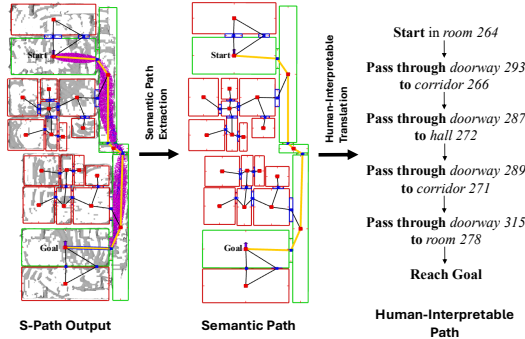 Start
Goal
S-Path Output
Semantic Path
Extraction
Start
Goal
Semantic Path
Human-Interpretable
Translation
Start in room 264
Pass through doorway 293
to corridor 266
Pass through doorway 287
to hall 272
Pass through doorway 289
to corridor 271
Pass through doorway 315
to room 278
Reach Goal
Human-Interpretable
Path